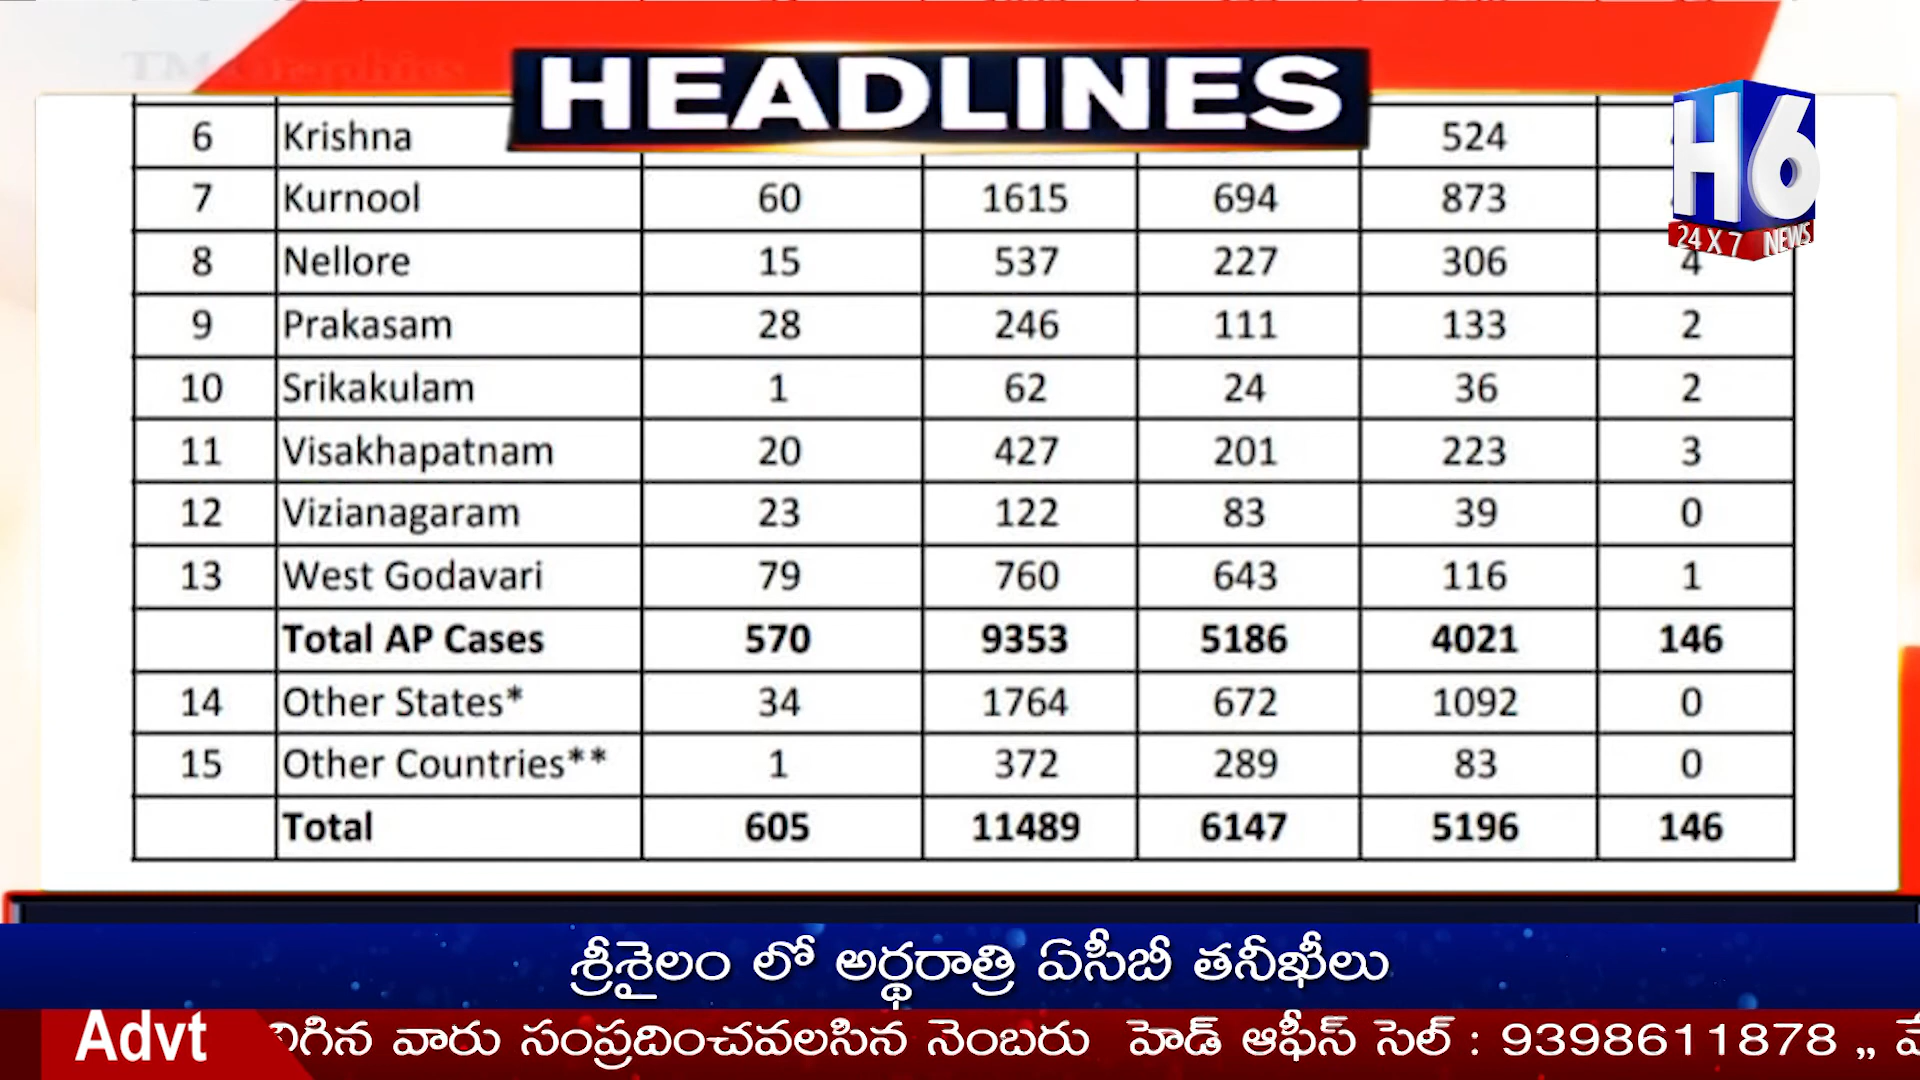 HEADLINES
6 Krishna 524
7 Kurnool 60 1615 694 873
8 Nellore 15 537 227 306 4
9 Prakasam 28 246 111 133 2
10 Srikakulam 1 62 24 36 2
11 Visakhapatnam 20 427 201 223 3
12 Vizianagaram 23 122 83 39 0
13 West Godavari 79 760 643 116 1
Total AP Cases 570 9353 5186 4021 146
14 Other States* 34 1764 672 1092 0
15 Other Countries** 1 372 289 83 0
Total 605 11489 6147 5196 146
H6
24 X 7 NEWS
శ్రీశైలం లో అర్థరాత్రి ఏసీబీ తనీఖీలు
Advt వారు సంప్రదించవలసిన నెంబరు హెడ్ ఆఫీస్ సెల్ : 9398611878 ,,